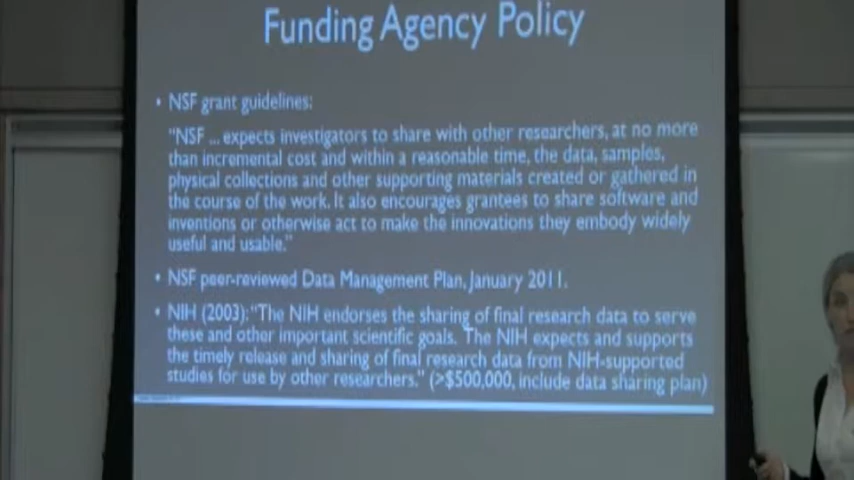 Funding Agency Policy
• NSF grant guidelines:
"NSF ... expects investigators to share with other researchers, at no more
than incremental cost and within a reasonable time, the data, samples,
physical collections and other supporting materials created or gathered in
the course of the work. It also encourages grantees to share software and
inventions or otherwise act to make the innovations they embody widely
useful and usable."
• NSF peer-reviewed Data Management Plan, January 2011.
• NIH (2003): "The NIH endorses the sharing of final research data to serve
these and other important scientific goals. The NIH expects and supports
the timely release and sharing of final research data from NIH-supported
studies for use by other researchers." (>$500,000, include data sharing plan)